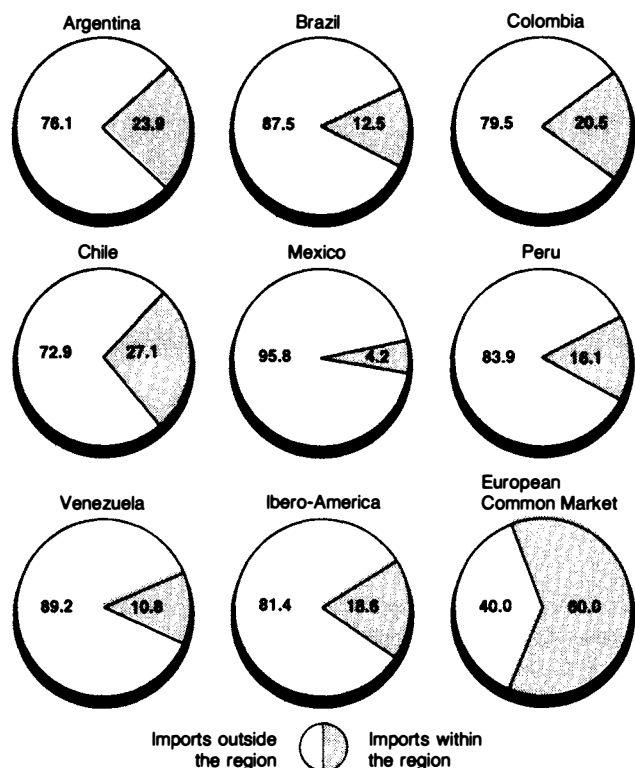 Argentina
76.1
23.9
Brazil
87.5
12.5
Colombia
79.5
20.5
Chile
72.9
27.1
Mexico
95.8
4.2
Peru
83.9
16.1
Venezuela
89.2
10.8
Ibero-America
81.4
18.6
European
Common Market
40.0
60.0
Imports outside
the region
Imports within
the region